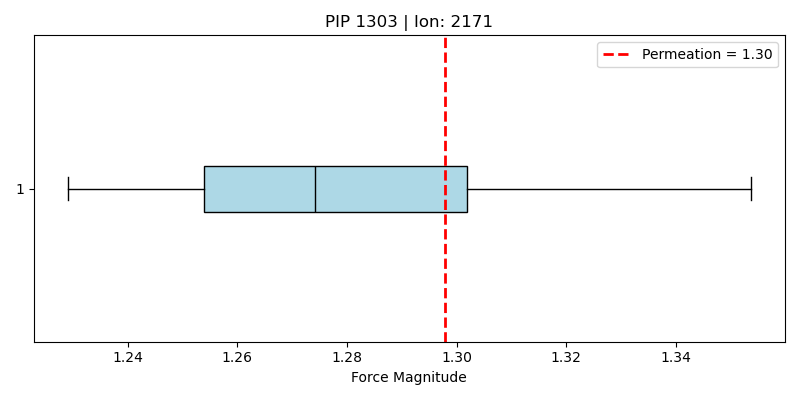 PIP 1303 | Ion: 2171
Permeation = 1.30
1
1.24 1.26 1.28 1.30 1.32 1.34
Force Magnitude